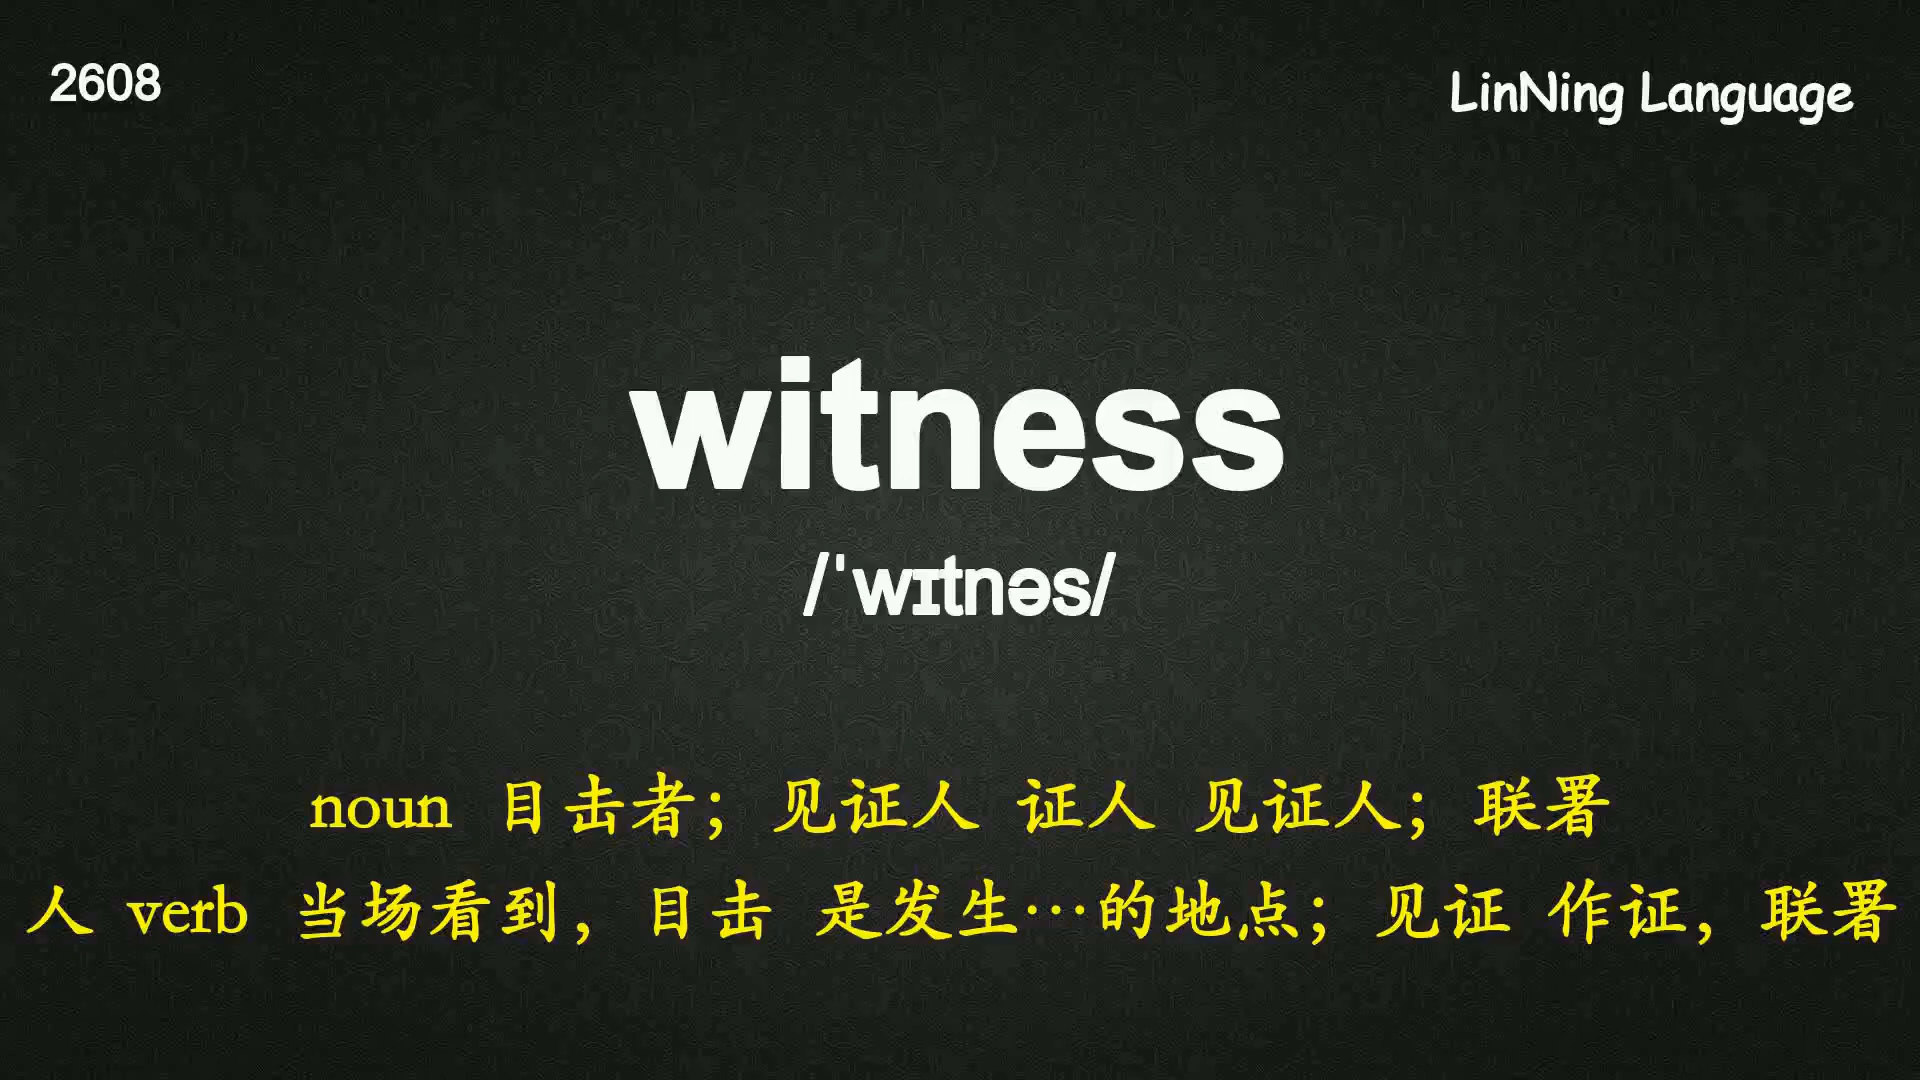 2608
LinNing Language
witness
/ˈwɪtnəs/
noun 目击者；见证人 证人 见证人；联署
人 verb 当场看到，目击 是发生…的地点；见证 作证，联署